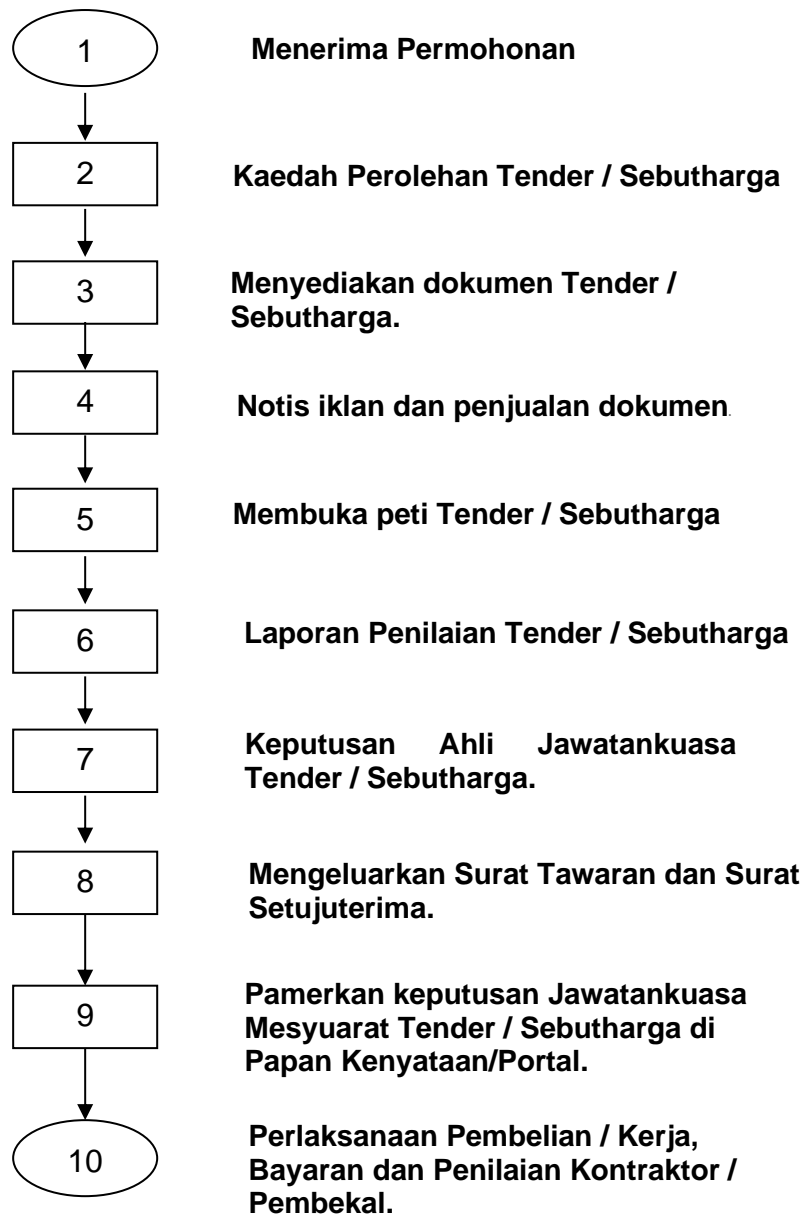 1 Menerima Permohonan
2 Kaedah Perolehan Tender / Sebutharga
3 Menyediakan dokumen Tender /
Sebutharga.
4 Notis iklan dan penjualan dokumen.
5 Membuka peti Tender / Sebutharga
6 Laporan Penilaian Tender / Sebutharga
7 Keputusan Ahli Jawatankuasa
Tender / Sebutharga.
8 Mengeluarkan Surat Tawaran dan Surat
Setujuterima.
9 Pamerkan keputusan Jawatankuasa
Mesyuarat Tender / Sebutharga di
Papan Kenyataan/Portal.
10 Perlaksanaan Pembelian / Kerja,
Bayaran dan Penilaian Kontraktor /
Pembekal.